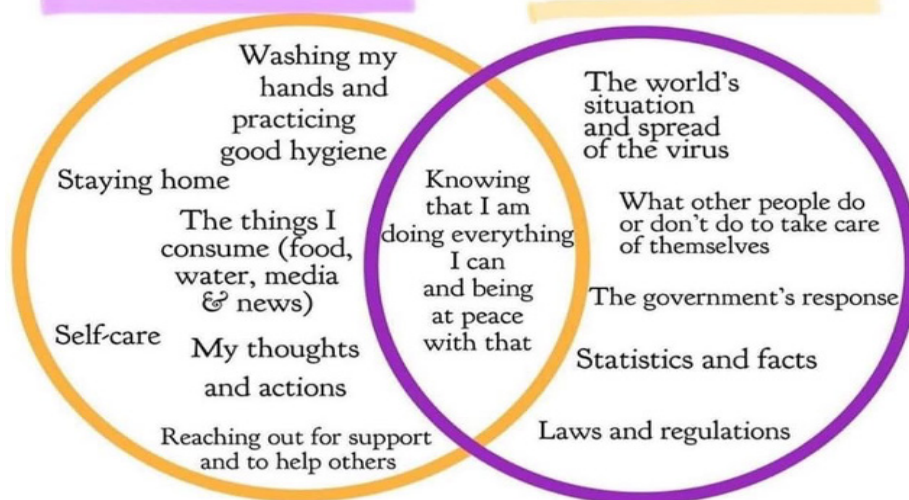 Washing my
hands and
practicing
good hygiene
Staying home
The things I
consume (food,
water, media
& news)
Self-care
My thoughts
and actions
Reaching out for support
and to help others
Knowing
that I am
doing everything
I can
and being
at peace
with that
The world's
situation
and spread
of the virus
What other people do
or don't do to take care
of themselves
The government's response
Statistics and facts
Laws and regulations